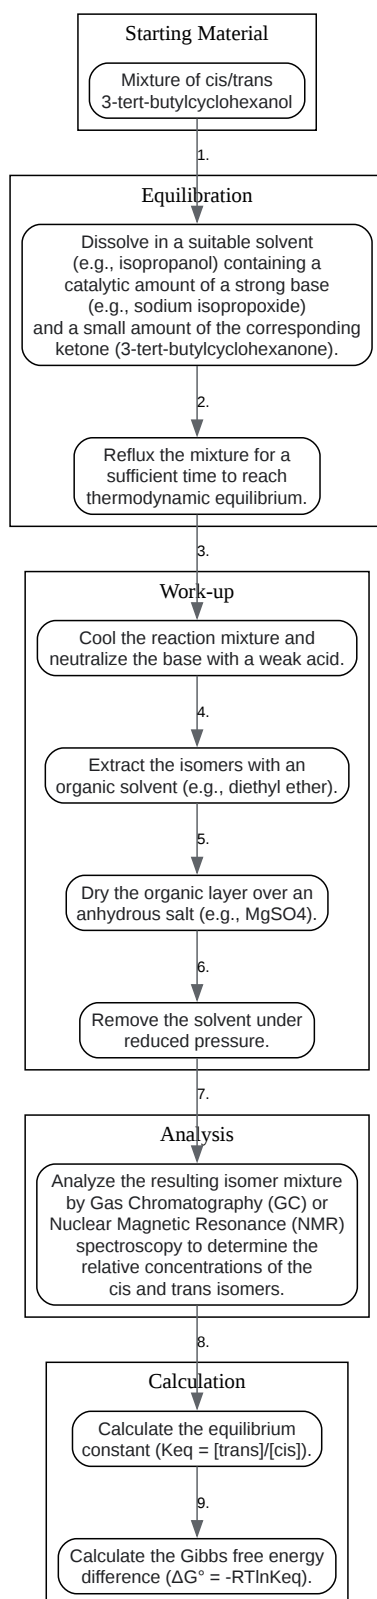 Starting Material
Mixture of cis/trans
3-tert-butylcyclohexanol
1.
Equilibration
Dissolve in a suitable solvent
(e.g., isopropanol) containing a
catalytic amount of a strong base
(e.g., sodium isopropoxide)
and a small amount of the corresponding
ketone (3-tert-butylcyclohexanone).
2.
Reflux the mixture for a
sufficient time to reach
thermodynamic equilibrium.
3.
Work-up
Cool the reaction mixture and
neutralize the base with a weak acid.
4.
Extract the isomers with an
organic solvent (e.g., diethyl ether).
5.
Dry the organic layer over an
anhydrous salt (e.g., MgSO4).
6.
Remove the solvent under
reduced pressure.
7.
Analysis
Analyze the resulting isomer mixture
by Gas Chromatography (GC) or
Nuclear Magnetic Resonance (NMR)
spectroscopy to determine the
relative concentrations of the
cis and trans isomers.
8.
Calculation
Calculate the equilibrium
constant (Keq = [trans]/[cis]).
9.
Calculate the Gibbs free energy
difference (ΔG° = -RTlnKeq).